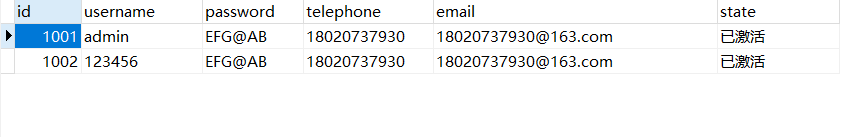 id username password telephone email state
1001 admin EFG@AB 18020737930 18020737930@163.com 已激活
1002 123456 EFG@AB 18020737930 18020737930@163.com 已激活